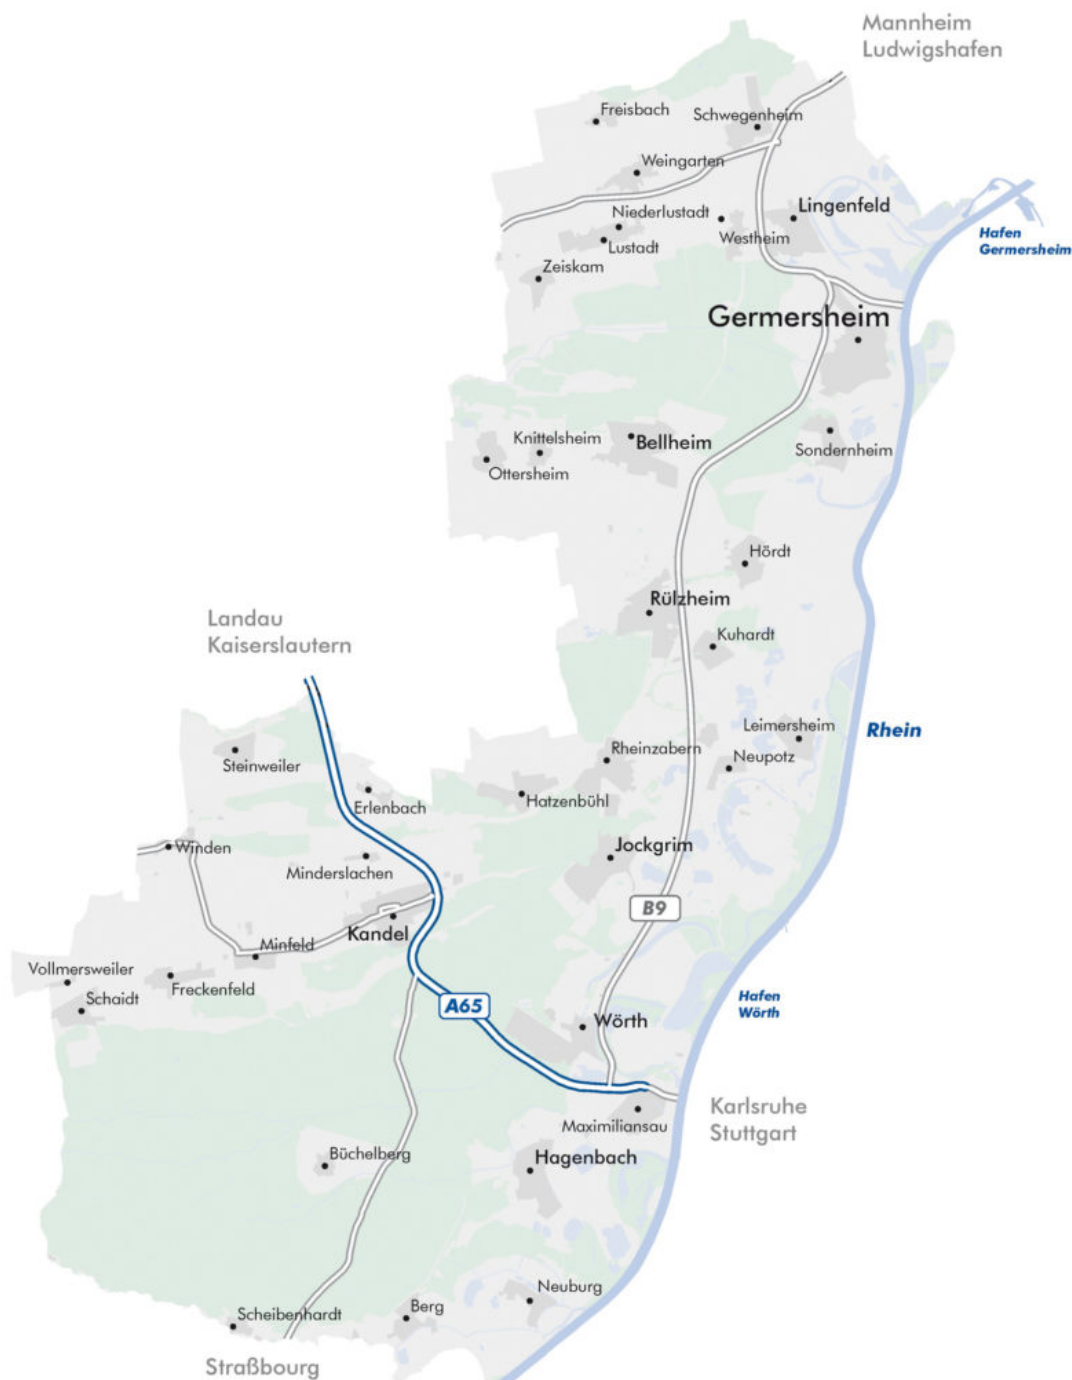 Mannheim
Ludwigshafen
Freisbach
Schwegenheim
Weingarten
Niederlustadt
Lingenfeld
Lustadt
Westheim
Hafen
Germersheim
Zeiskam
Germersheim
Knittelsheim
Bellheim
Ottersheim
Sondernheim
Hördt
Rülzheim
Landau
Kaiserslautern
Kuhardt
Leimersheim
Rhein
Rheinzabern
Neupotz
Steinweiler
Erlenbach
Hatzenbühl
Winden
Jockgrim
Minderslachen
B9
Kandel
Minfeld
Vollmersweiler
Freckenfeld
Schaidt
A65
Hafen
Wörth
Wörth
Karlsruhe
Stuttgart
Maximiliansau
Büchelberg
Hagenbach
Neuburg
Berg
Scheibenhardt
Straßbourg